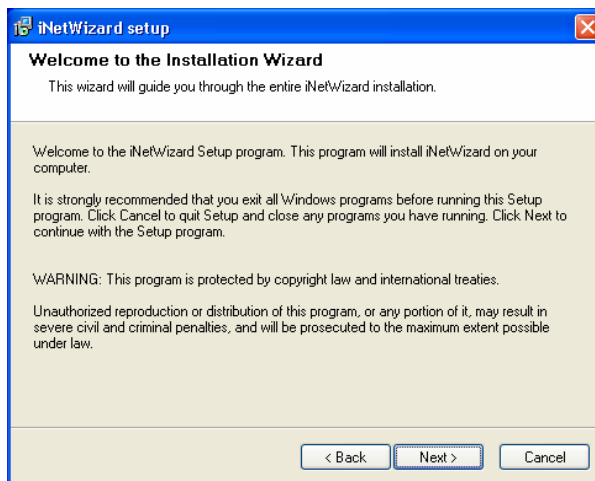 iNetWizard setup
Welcome to the Installation Wizard
This wizard will guide you through the entire iNetWizard installation.
Welcome to the iNetWizard Setup program. This program will install iNetWizard on your
computer.
It is strongly recommended that you exit all Windows programs before running this Setup
program. Click Cancel to quit Setup and close any programs you have running. Click Next to
continue with the Setup program.
WARNING: This program is protected by copyright law and international treaties.
Unauthorized reproduction or distribution of this program, or any portion of it, may result in
severe civil and criminal penalties, and will be prosecuted to the maximum extent possible
under law.
< Back Next > Cancel